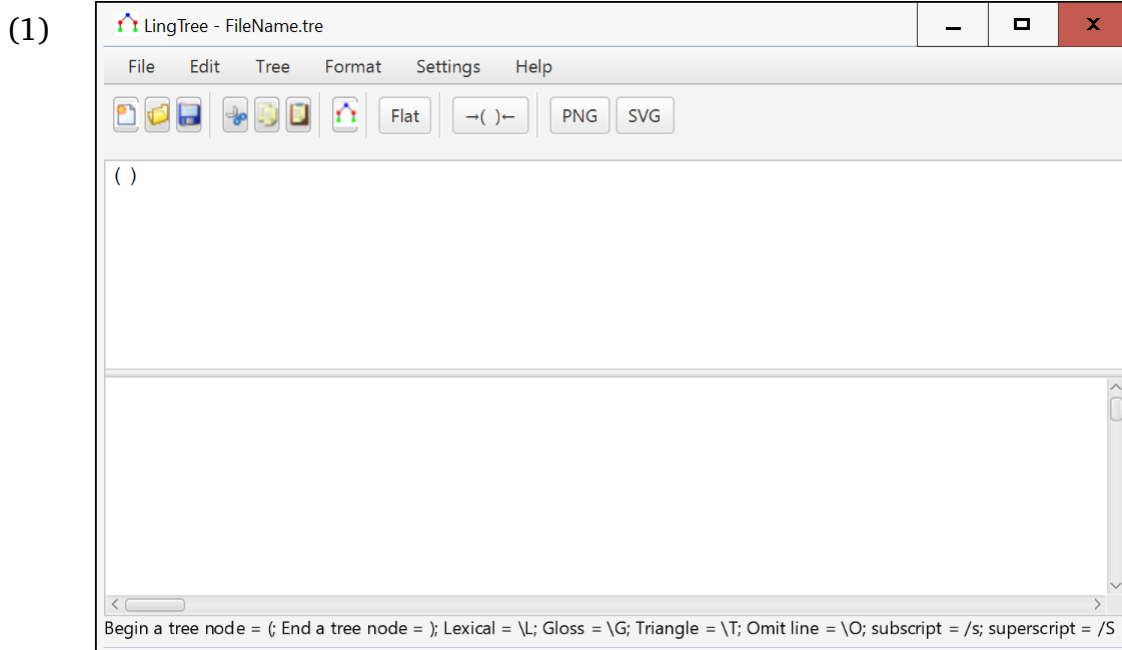 (1)
LingTree - FileName.tre
File Edit Tree Format Settings Help
Flat →( )← PNG SVG
( )
Begin a tree node = (; End a tree node = ); Lexical = \L; Gloss = \G; Triangle = \T; Omit line = \O; subscript = /s; superscript = /S